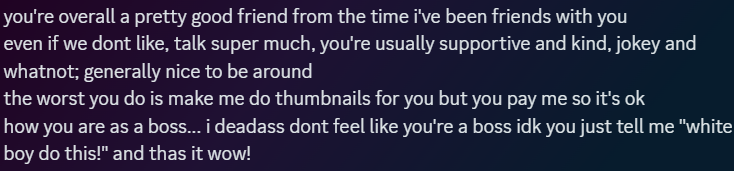 you're overall a pretty good friend from the time i've been friends with you
even if we dont like, talk super much, you're usually supportive and kind, jokey and
whatnot; generally nice to be around
the worst you do is make me do thumbnails for you but you pay me so it's ok
how you are as a boss... i deadass dont feel like you're a boss idk you just tell me "white
boy do this!" and thas it wow!